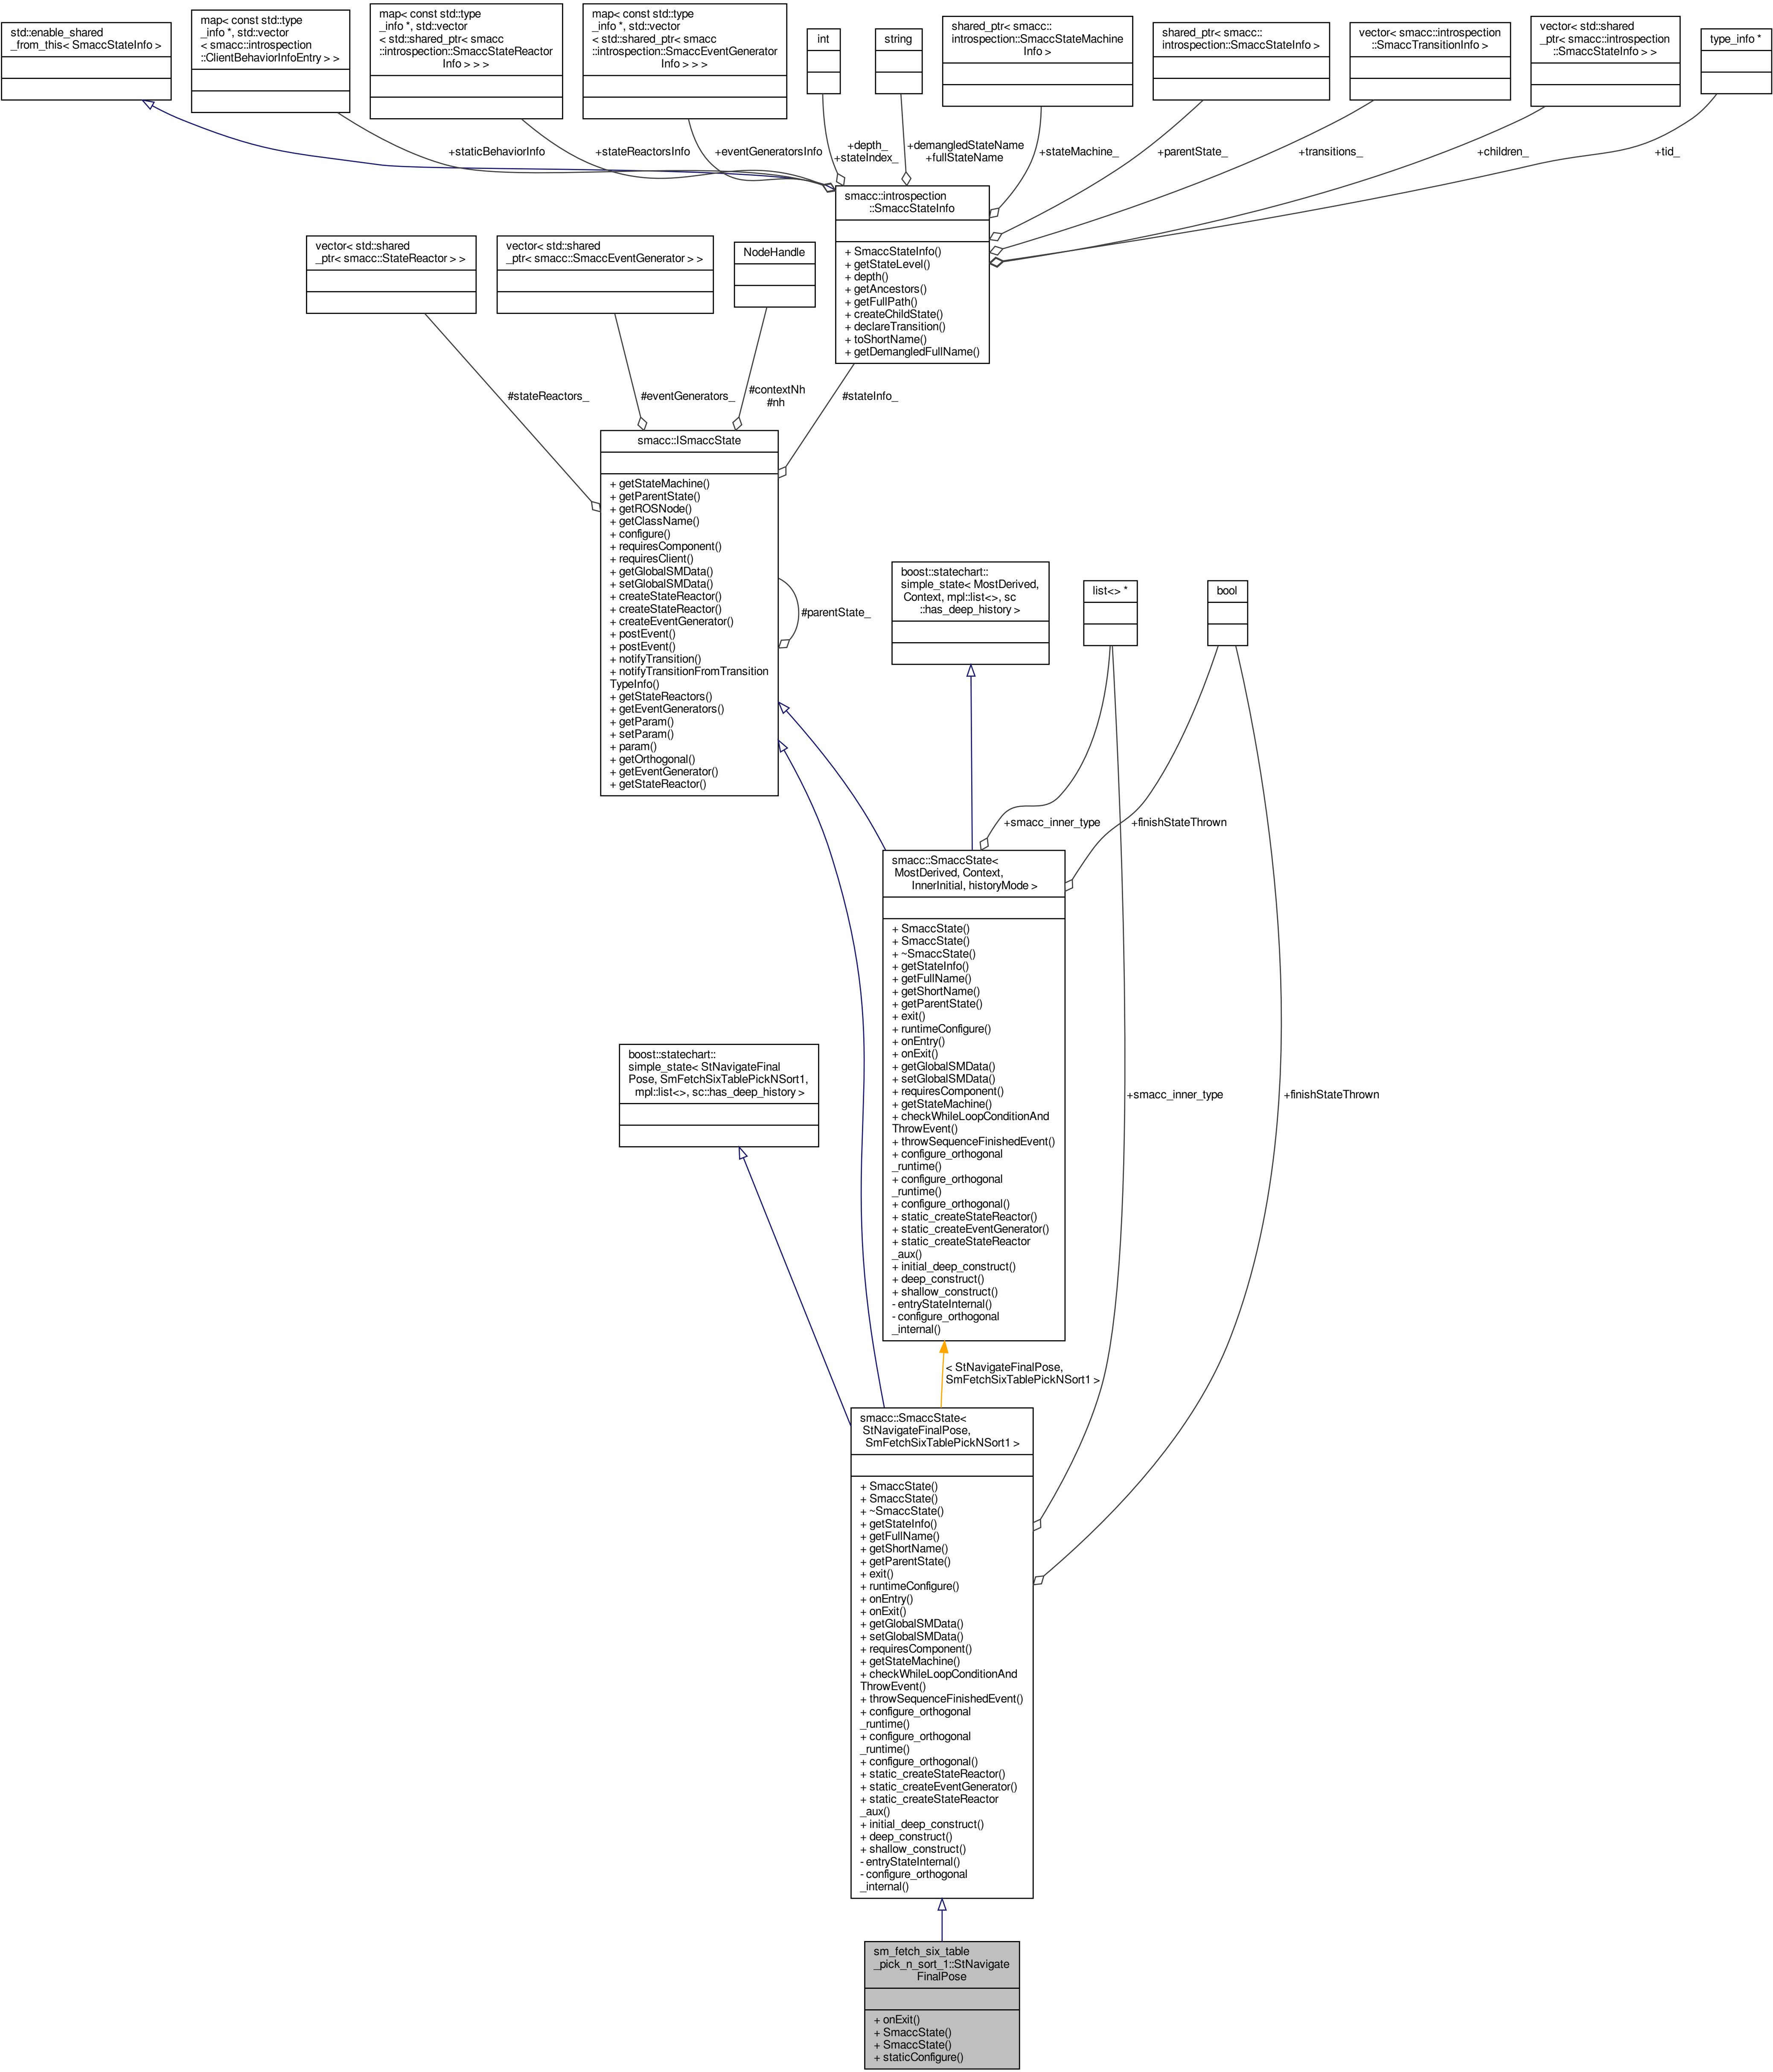 std::enable_shared
_from_this< SmaccStateInfo >
map< const std::type
_info *, std::vector
< smacc::introspection
::ClientBehaviorInfoEntry > >
map< const std::type
_info *, std::vector
< std::shared_ptr< smacc
::introspection::SmaccStateReactor
Info > > >
map< const std::type
_info *, std::vector
< std::shared_ptr< smacc
::introspection::SmaccEventGenerator
Info > > >
int
string
shared_ptr< smacc::
introspection::SmaccStateMachine
Info >
shared_ptr< smacc::
introspection::SmaccStateInfo >
vector< smacc::introspection
::SmaccTransitionInfo >
vector< std::shared
_ptr< smacc::introspection
::SmaccStateInfo > >
type_info *
+staticBehaviorInfo
+stateReactorsInfo
+eventGeneratorsInfo
+depth_
+stateIndex_
+demangledStateName
+fullStateName
+stateMachine_
+parentState_
+transitions_
+children_
+tid_
smacc::introspection
::SmaccStateInfo
+ SmaccStateInfo()
+ getStateLevel()
+ depth()
+ getAncestors()
+ getFullPath()
+ createChildState()
+ declareTransition()
+ toShortName()
+ getDemangledFullName()
vector< std::shared
_ptr< smacc::StateReactor > >
vector< std::shared
_ptr< smacc::SmaccEventGenerator > >
NodeHandle
#stateReactors_
#eventGenerators_
#contextNh
#nh
#stateInfo_
smacc::ISmaccState
+ getStateMachine()
+ getParentState()
+ getROSNode()
+ getClassName()
+ configure()
+ requiresComponent()
+ requiresClient()
+ getGlobalSMData()
+ setGlobalSMData()
+ createStateReactor()
+ createStateReactor()
+ createEventGenerator()
+ postEvent()
+ postEvent()
+ notifyTransition()
+ notifyTransitionFromTransition
TypeInfo()
+ getStateReactors()
+ getEventGenerators()
+ getParam()
+ setParam()
+ param()
+ getOrthogonal()
+ getEventGenerator()
+ getStateReactor()
#parentState_
boost::statechart::
simple_state< MostDerived,
Context, mpl::list<>, sc
::has_deep_history >
list<> *
bool
+smacc_inner_type
+finishStateThrown
smacc::SmaccState<
MostDerived, Context,
InnerInitial, historyMode >
+ SmaccState()
+ SmaccState()
+ ~SmaccState()
+ getStateInfo()
+ getFullName()
+ getShortName()
+ getParentState()
+ exit()
+ runtimeConfigure()
+ onEntry()
+ onExit()
+ getGlobalSMData()
+ setGlobalSMData()
+ requiresComponent()
+ getStateMachine()
+ checkWhileLoopConditionAnd
ThrowEvent()
+ throwSequenceFinishedEvent()
+ configure_orthogonal
_runtime()
+ configure_orthogonal
_runtime()
+ configure_orthogonal()
+ static_createStateReactor()
+ static_createEventGenerator()
+ static_createStateReactor
_aux()
+ initial_deep_construct()
+ deep_construct()
+ shallow_construct()
- entryStateInternal()
- configure_orthogonal
_internal()
boost::statechart::
simple_state< StNavigateFinal
Pose, SmFetchSixTablePickNSort1,
mpl::list<>, sc::has_deep_history >
+smacc_inner_type
+finishStateThrown
< StNavigateFinalPose,
SmFetchSixTablePickNSort1 >
smacc::SmaccState<
StNavigateFinalPose,
SmFetchSixTablePickNSort1 >
+ SmaccState()
+ SmaccState()
+ ~SmaccState()
+ getStateInfo()
+ getFullName()
+ getShortName()
+ getParentState()
+ exit()
+ runtimeConfigure()
+ onEntry()
+ onExit()
+ getGlobalSMData()
+ setGlobalSMData()
+ requiresComponent()
+ getStateMachine()
+ checkWhileLoopConditionAnd
ThrowEvent()
+ throwSequenceFinishedEvent()
+ configure_orthogonal
_runtime()
+ configure_orthogonal
_runtime()
+ configure_orthogonal()
+ static_createStateReactor()
+ static_createEventGenerator()
+ static_createStateReactor
_aux()
+ initial_deep_construct()
+ deep_construct()
+ shallow_construct()
- entryStateInternal()
- configure_orthogonal
_internal()
sm_fetch_six_table
_pick_n_sort_1::StNavigate
FinalPose
+ onExit()
+ SmaccState()
+ SmaccState()
+ staticConfigure()